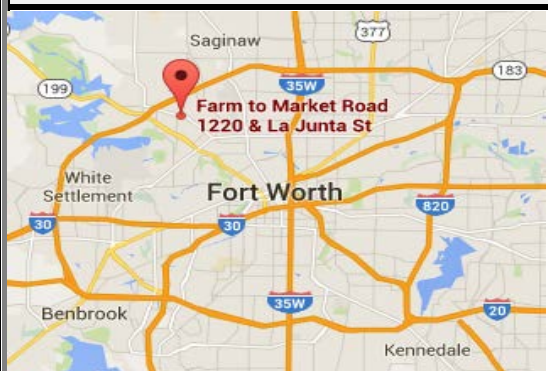 Saginaw
377
199
183
35W
Farm to Market Road
1220 & La Junta St
White
Settlement
Fort Worth
30
30
820
35W
20
Benbrook
Kennedale